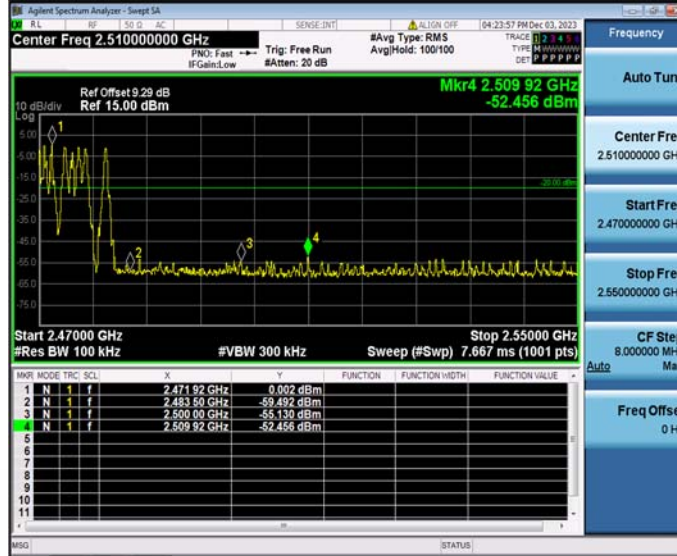 Agilent Spectrum Analyzer - Swept SA
RL RF 50 Ω AC SENSE:INT ALIGN OFF 04:23:57 PM Dec 03, 2023
Center Freq 2.510000000 GHz
PNO: Fast
IFGain:Low
Trig: Free Run
#Atten: 20 dB
#Avg Type: RMS
Avg|Hold: 100/100
TRACE 1 2 3 4 5 6
TYPE M
DET P P P P P P
Ref Offset 9.29 dB
Ref 15.00 dBm
10 dB/div
Log
Mkr4 2.509 92 GHz
-52.456 dBm
5.00
-5.00
-15.0
-25.0
-35.0
-45.0
-55.0
-65.0
-75.0
1
2
3
4
-20.00 dBm
Start 2.47000 GHz
Stop 2.55000 GHz
#Res BW 100 kHz
#VBW 300 kHz
Sweep (#Swp) 7.667 ms (1001 pts)
MKR MODE TRC SCL X Y FUNCTION FUNCTION WIDTH FUNCTION VALUE
1 N 1 f 2.471 92 GHz 0.002 dBm
2 N 1 f 2.483 50 GHz -59.492 dBm
3 N 1 f 2.500 00 GHz -55.130 dBm
4 N 1 f 2.509 92 GHz -52.456 dBm
5
6
7
8
9
10
11
MSG STATUS
Frequency
Auto Tun
Center Fre
2.510000000 GH
Start Fre
2.470000000 GH
Stop Fre
2.550000000 GH
CF Ste
8.000000 MH
Auto Ma
Freq Offse
0 H